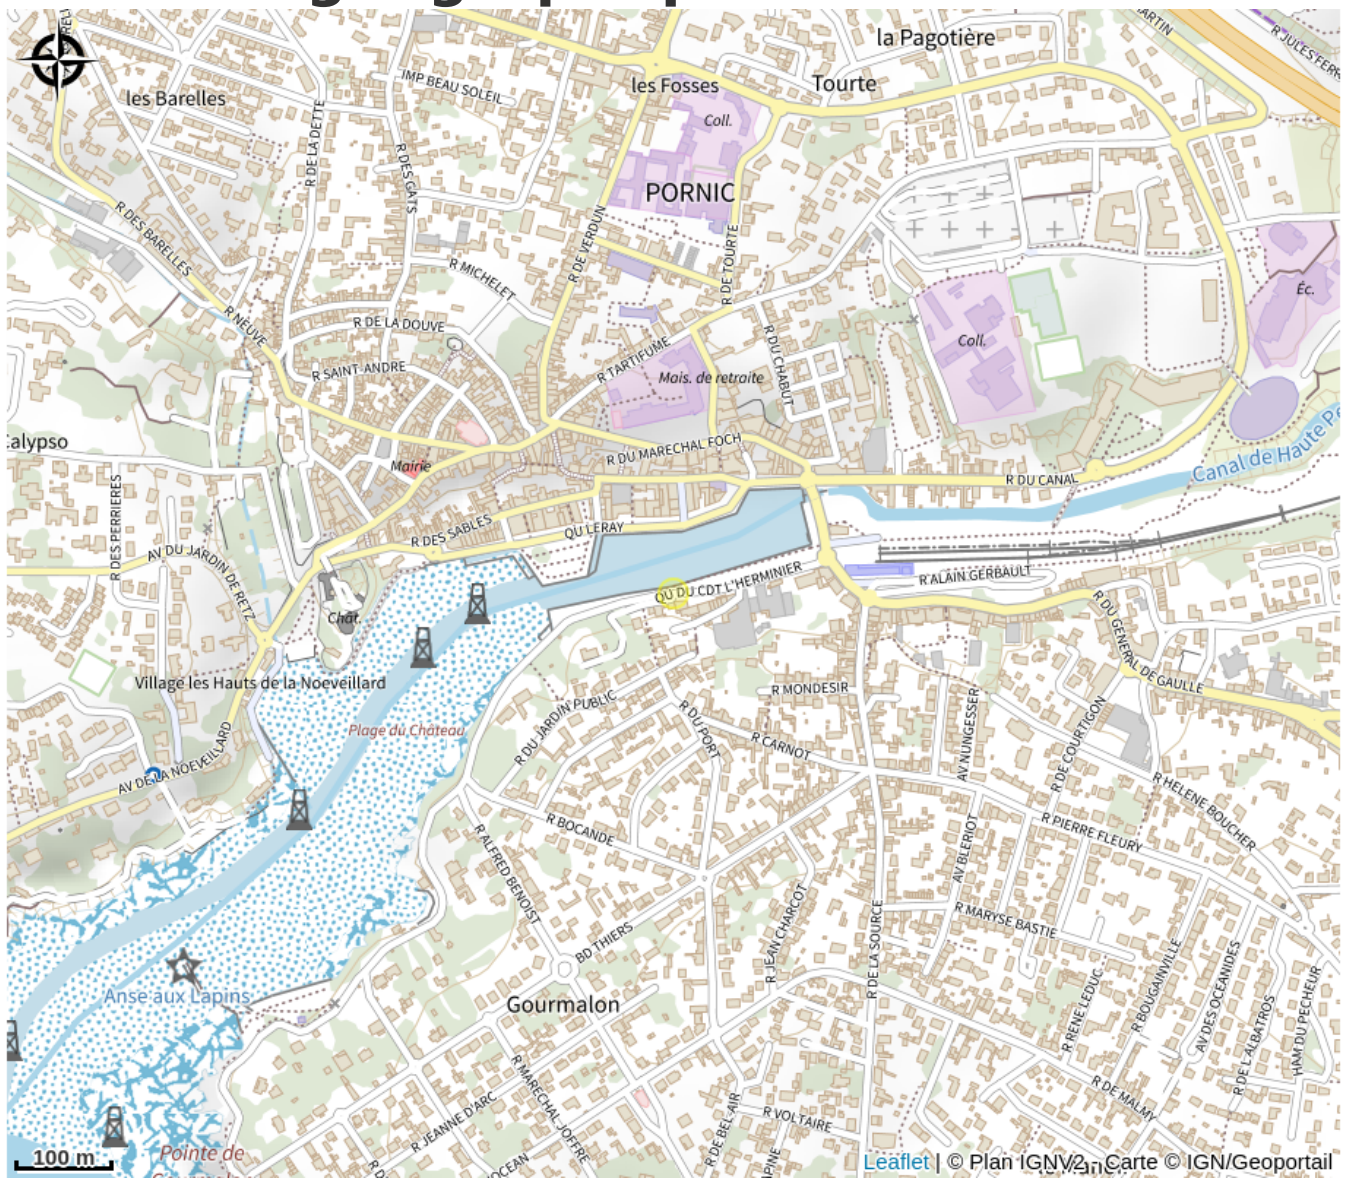 la Pagotière
les Fosses
Tourte
les Barelles
IMP BEAU SOLEIL
Coll.
R DE LA DETTE
R DES GATS
PORNIC
R DES BARELLES
R DE VERDUN
R DE TOURTE
R MICHELET
R NEUVE
R DE LA DOUVE
Éc.
Coll.
R TARTIFUME
R DU CHABUT
R SAINT-ANDRE
Mais. de retraite
alypso
R DU MARECHAL FOCH
Mairie
Canal de Haute
R DU CANAL
R DES PERRIERES
R DES SABLES
QU LERAY
AV DU JARDIN DE RETZ
QU DU CDT L'HERMINIER
R ALAIN GERBAULT
Chât.
R DU GENERAL DE GAULLE
Village les Hauts de la Noeveillard
R MONDESIR
R DU JARDIN PUBLIC
R DU PORT
Plage du Château
R CARNOT
AV NUNGESSER
R DE COURTIGON
AV DE LA NOEVEILLARD
R HELENE BOUCHER
R BOCANDE
R PIERRE FLEURY
R ALFRED BENOIST
AV BLERIOT
R JEAN CHARCOT
R MARYSE BASTIE
BD THIERS
R DE LA SOURCE
Anse aux Lapins
Gourmalon
R RENE LEDUC
R BOUGAINVILLE
AV DES OCEANIDES
R DE L'ALBATROS
HAM DU PECHEUR
R MARECHAL JOFFRE
R JEANNE D'ARC
R DE BEL-AIR
R VOLTAIRE
R DE MALMY
Pointe de
OCEAN
100 m
Leaflet | © Plan IGNV2 - Carte © IGN/Geoportail